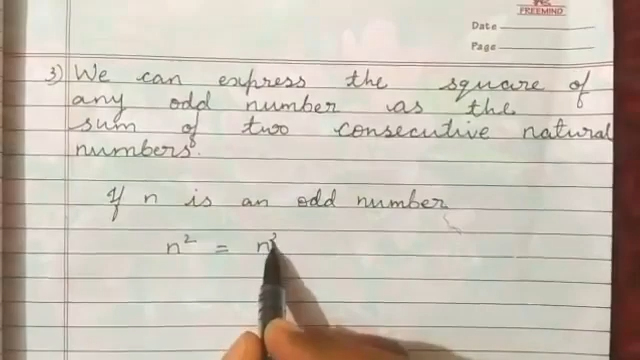 FREEMIND
Date
Page
3) We can express the square of
any odd number as the
sum of two consecutive natural
numbers.
If n is an odd number
n² = n²